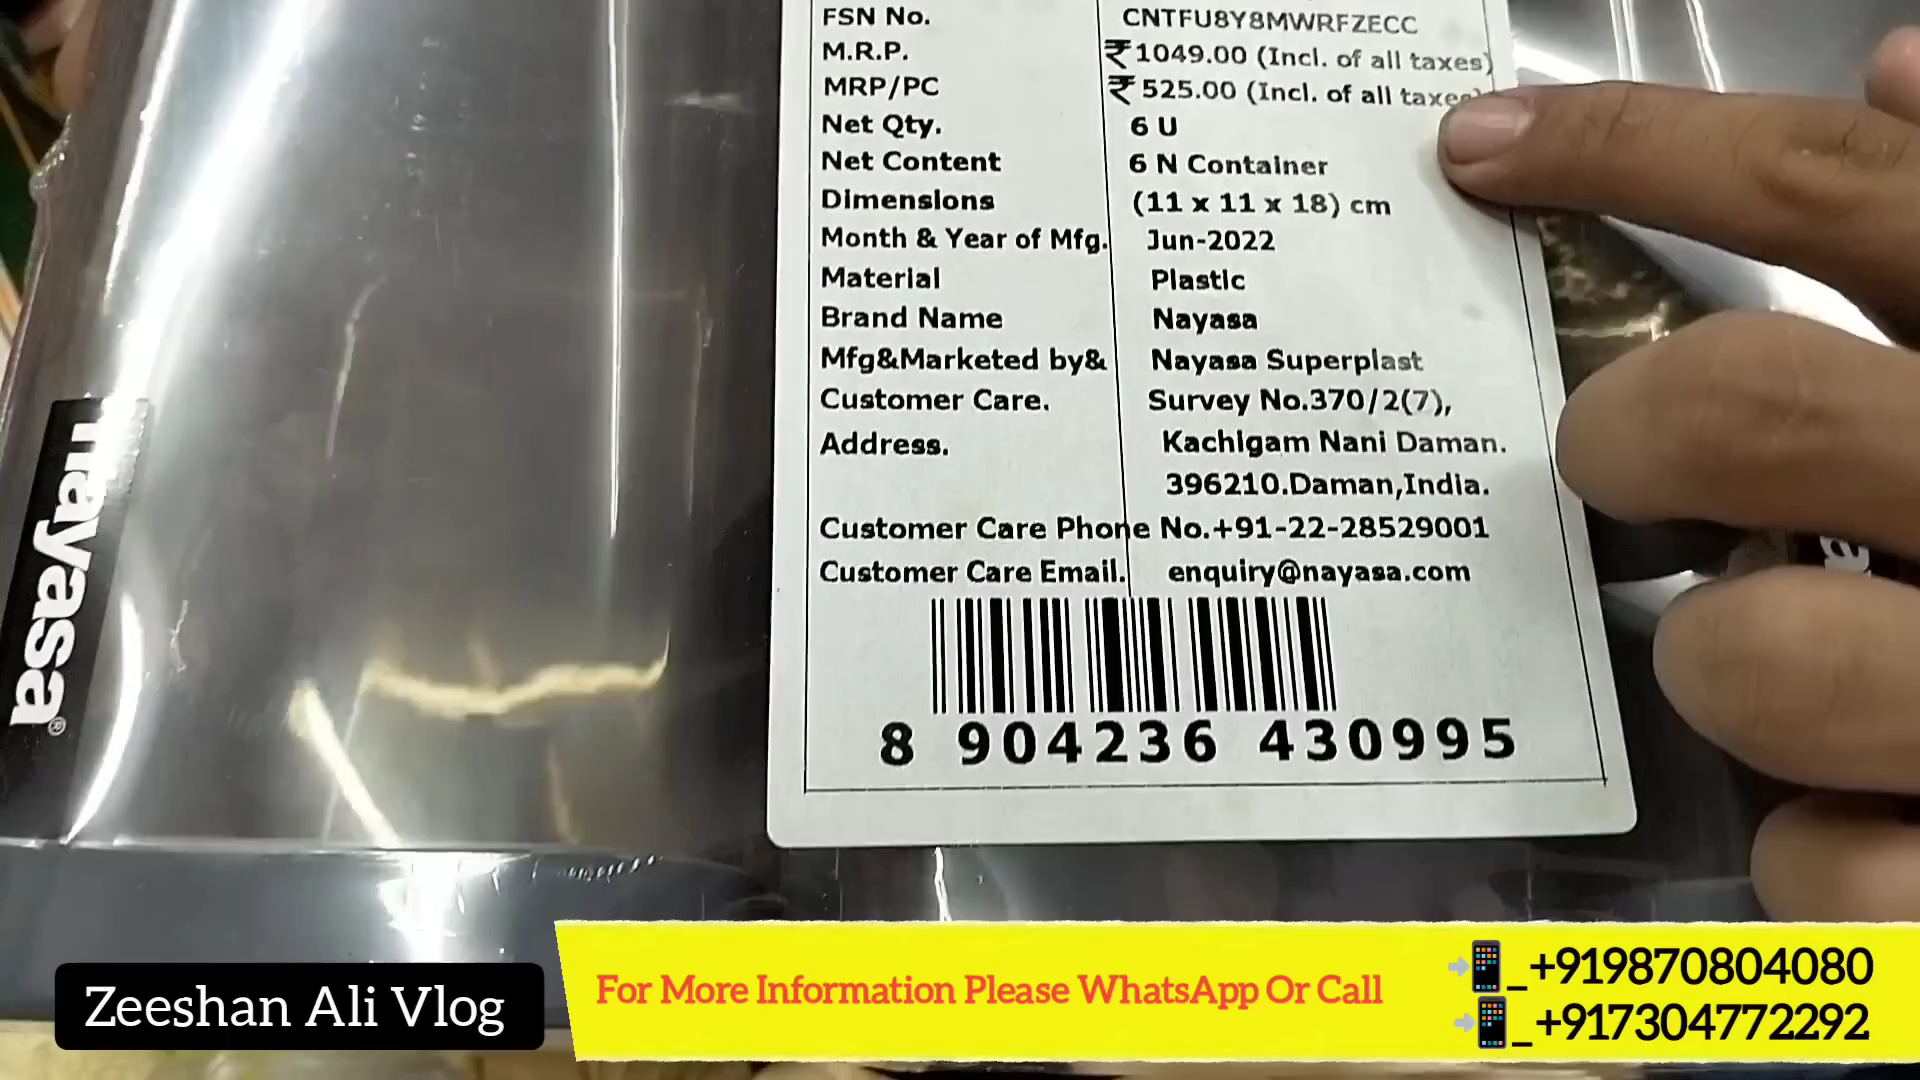 FSN No. CNTFU8Y8MWRFZECC
M.R.P. ₹1049.00 (Incl. of all taxes)
MRP/PC ₹525.00 (Incl. of all taxes)
Net Qty. 6 U
Net Content 6 N Container
Dimensions (11 x 11 x 18) cm
Month & Year of Mfg. Jun-2022
Material Plastic
Brand Name Nayasa
Mfg&Marketed by& Nayasa Superplast
Customer Care. Survey No.370/2(7),
Address. Kachigam Nani Daman.
396210.Daman,India.
Customer Care Phone No.+91-22-28529001
Customer Care Email. enquiry@nayasa.com
8 904236 430995
nayasa®
Zeeshan Ali Vlog
For More Information Please WhatsApp Or Call
_+919870804080
_+917304772292